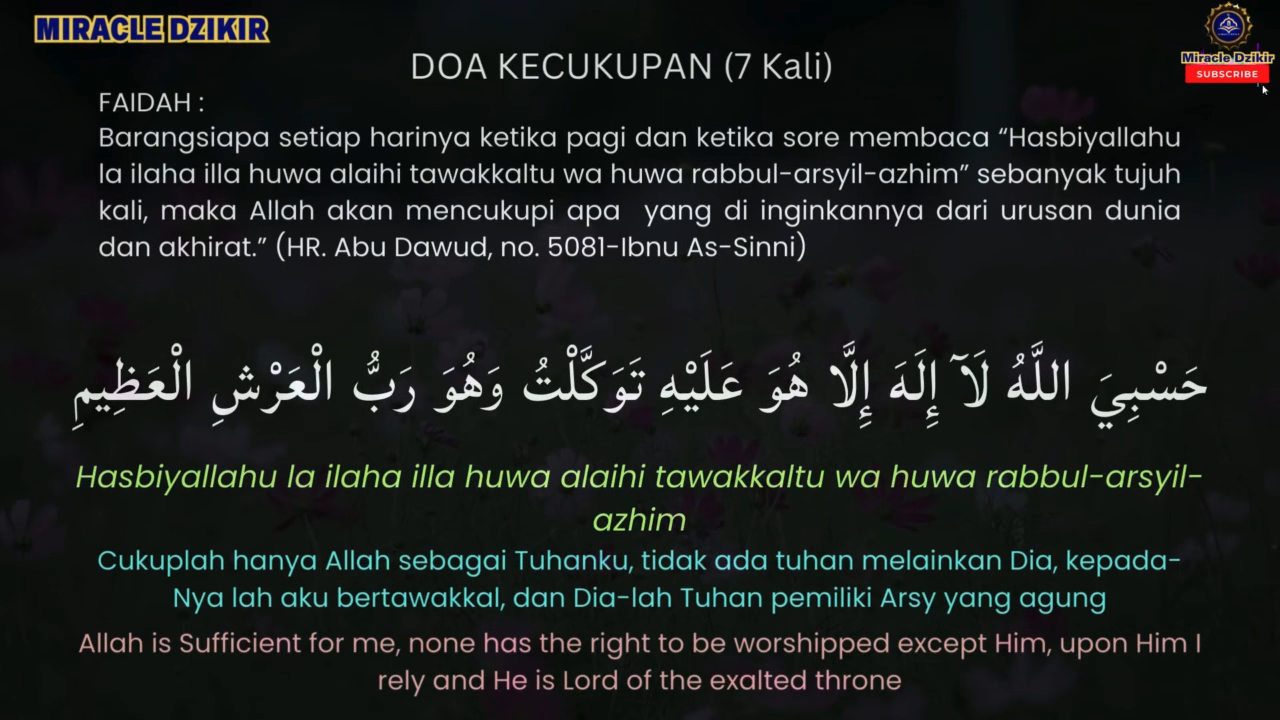 MIRACLE DZIKIR
Miracle Dzikir
SUBSCRIBE
DOA KECUKUPAN (7 Kali)
FAIDAH :
Barangsiapa setiap harinya ketika pagi dan ketika sore membaca “Hasbiyallahu
la ilaha illa huwa alaihi tawakkaltu wa huwa rabbul-arsyil-azhim” sebanyak tujuh
kali, maka Allah akan mencukupi apa yang di inginkannya dari urusan dunia
dan akhirat.” (HR. Abu Dawud, no. 5081-Ibnu As-Sinni)
حَسْبِيَ اللَّهُ لَآ إِلَهَ إِلَّا هُوَ عَلَيْهِ تَوَكَّلْتُ وَهُوَ رَبُّ الْعَرْشِ الْعَظِيمِ
Hasbiyallahu la ilaha illa huwa alaihi tawakkaltu wa huwa rabbul-arsyil-
azhim
Cukuplah hanya Allah sebagai Tuhanku, tidak ada tuhan melainkan Dia, kepada-
Nya lah aku bertawakkal, dan Dia-lah Tuhan pemiliki Arsy yang agung
Allah is Sufficient for me, none has the right to be worshipped except Him, upon Him I
rely and He is Lord of the exalted throne